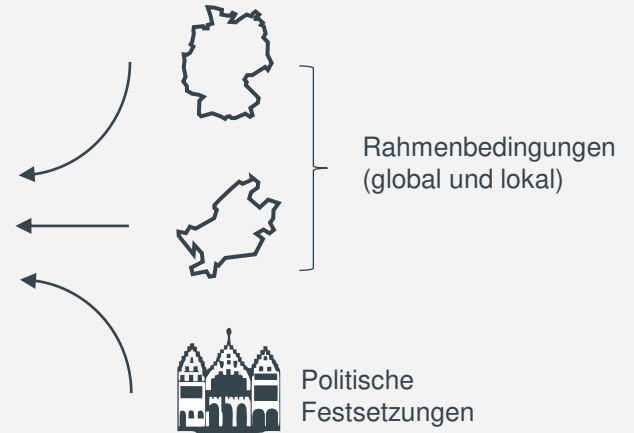 Rahmenbedingungen
(global und lokal)
Politische
Festsetzungen